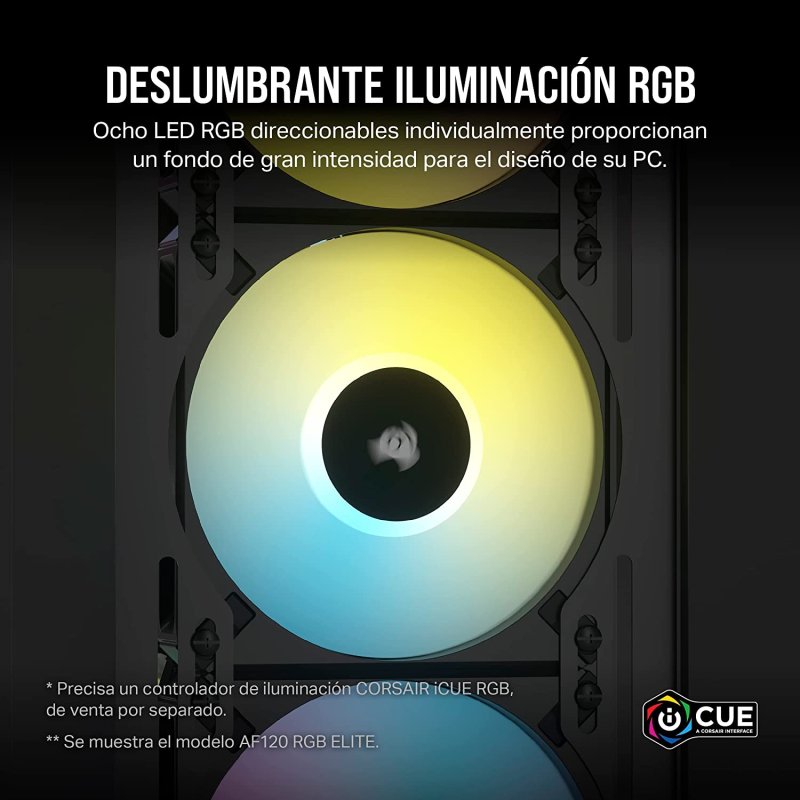 DESLUMBRANTE ILUMINACIÓN RGB
Ocho LED RGB direccionables individualmente proporcionan
un fondo de gran intensidad para el diseño de su PC.
* Precisa un controlador de iluminación CORSAIR iCUE RGB,
de venta por separado.
** Se muestra el modelo AF120 RGB ELITE.
iCUE
A CORSAIR INTERFACE